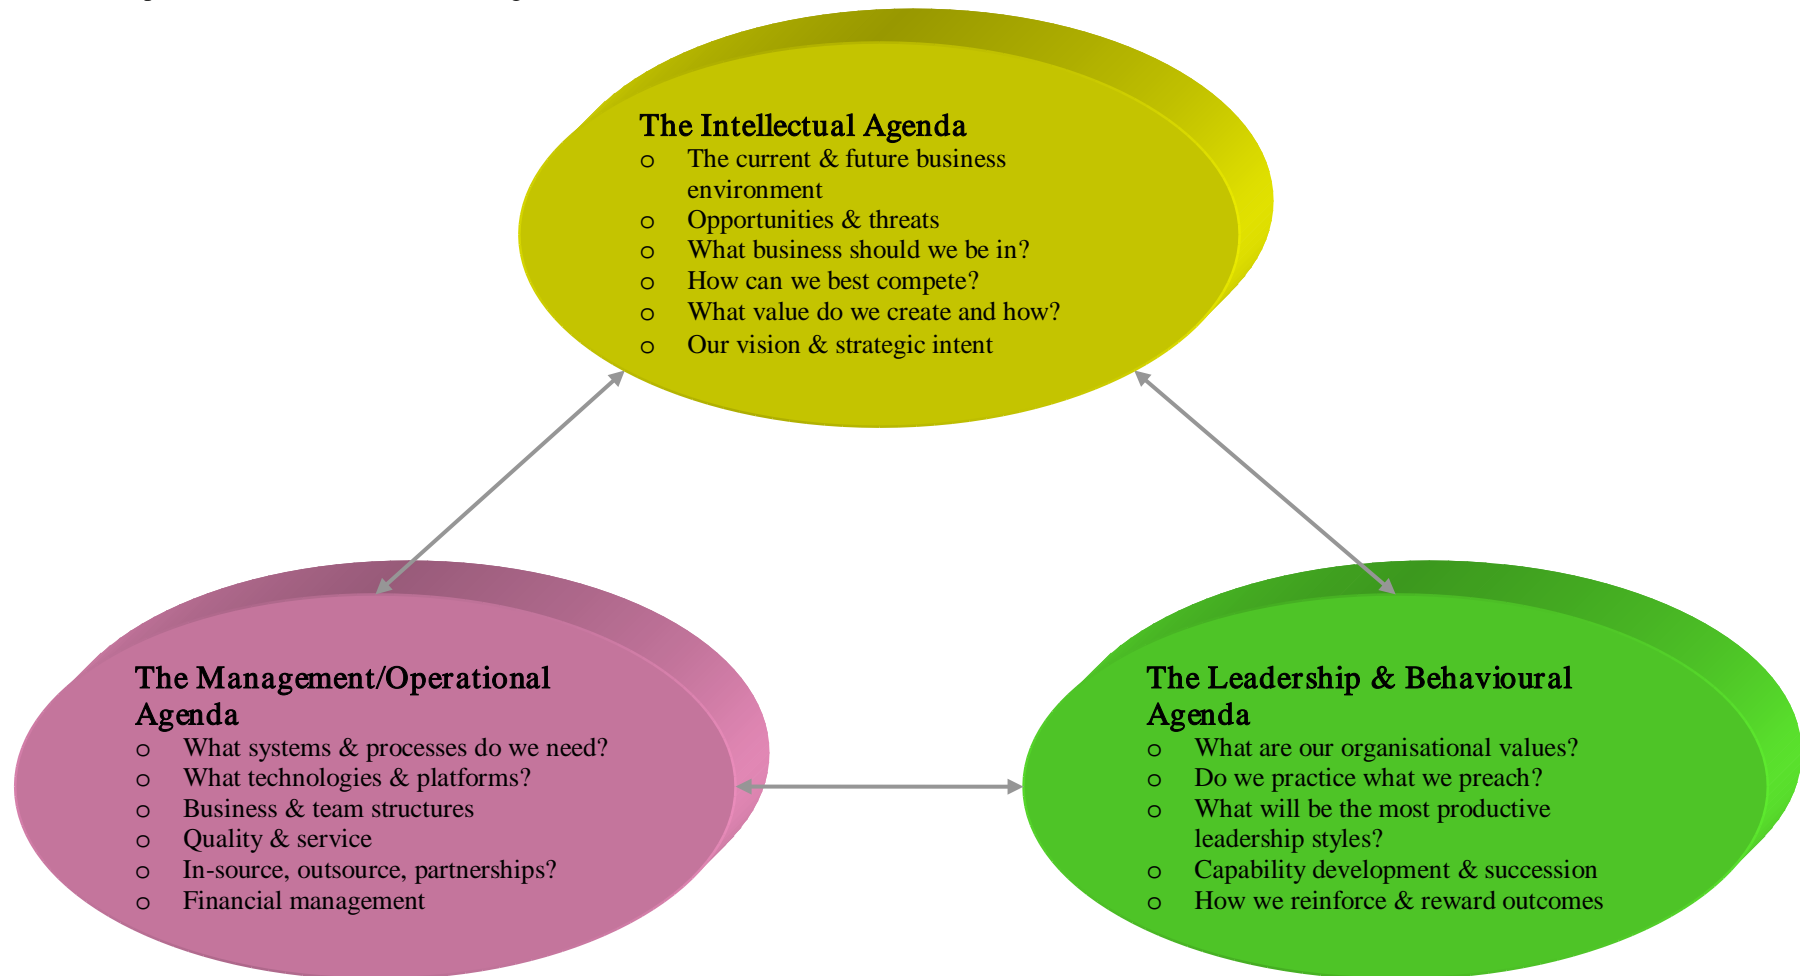 The Intellectual Agenda
o The current & future business
environment
o Opportunities & threats
o What business should we be in?
o How can we best compete?
o What value do we create and how?
o Our vision & strategic intent
The Management/Operational
Agenda
o What systems & processes do we need?
o What technologies & platforms?
o Business & team structures
o Quality & service
o In-source, outsource, partnerships?
o Financial management
The Leadership & Behavioural
Agenda
o What are our organisational values?
o Do we practice what we preach?
o What will be the most productive
leadership styles?
o Capability development & succession
o How we reinforce & reward outcomes